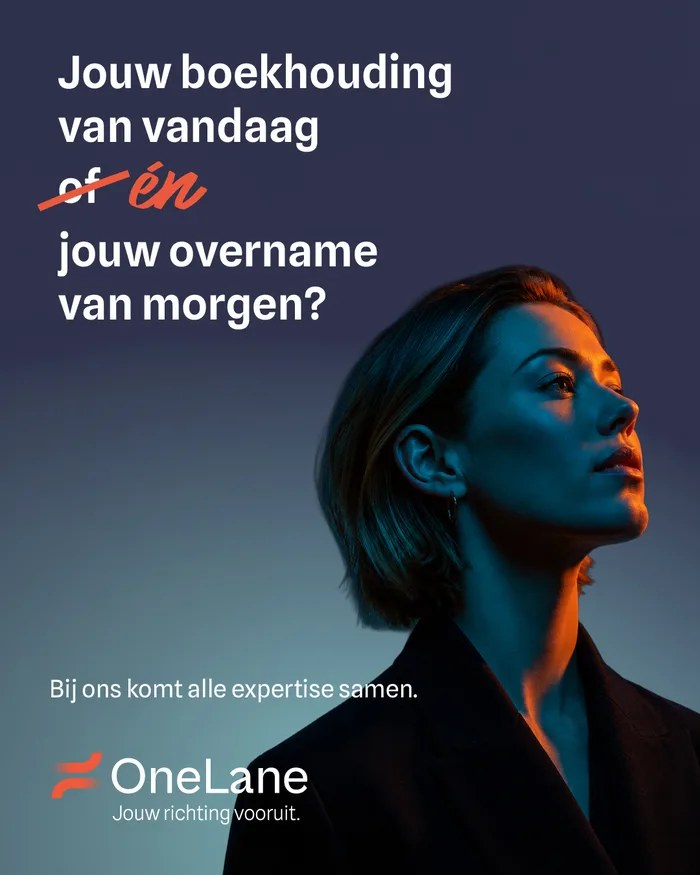 Jouw boekhouding
van vandaag
of én
jouw overname
van morgen?
Bij ons komt alle expertise samen.
OneLane
Jouw richting vooruit.